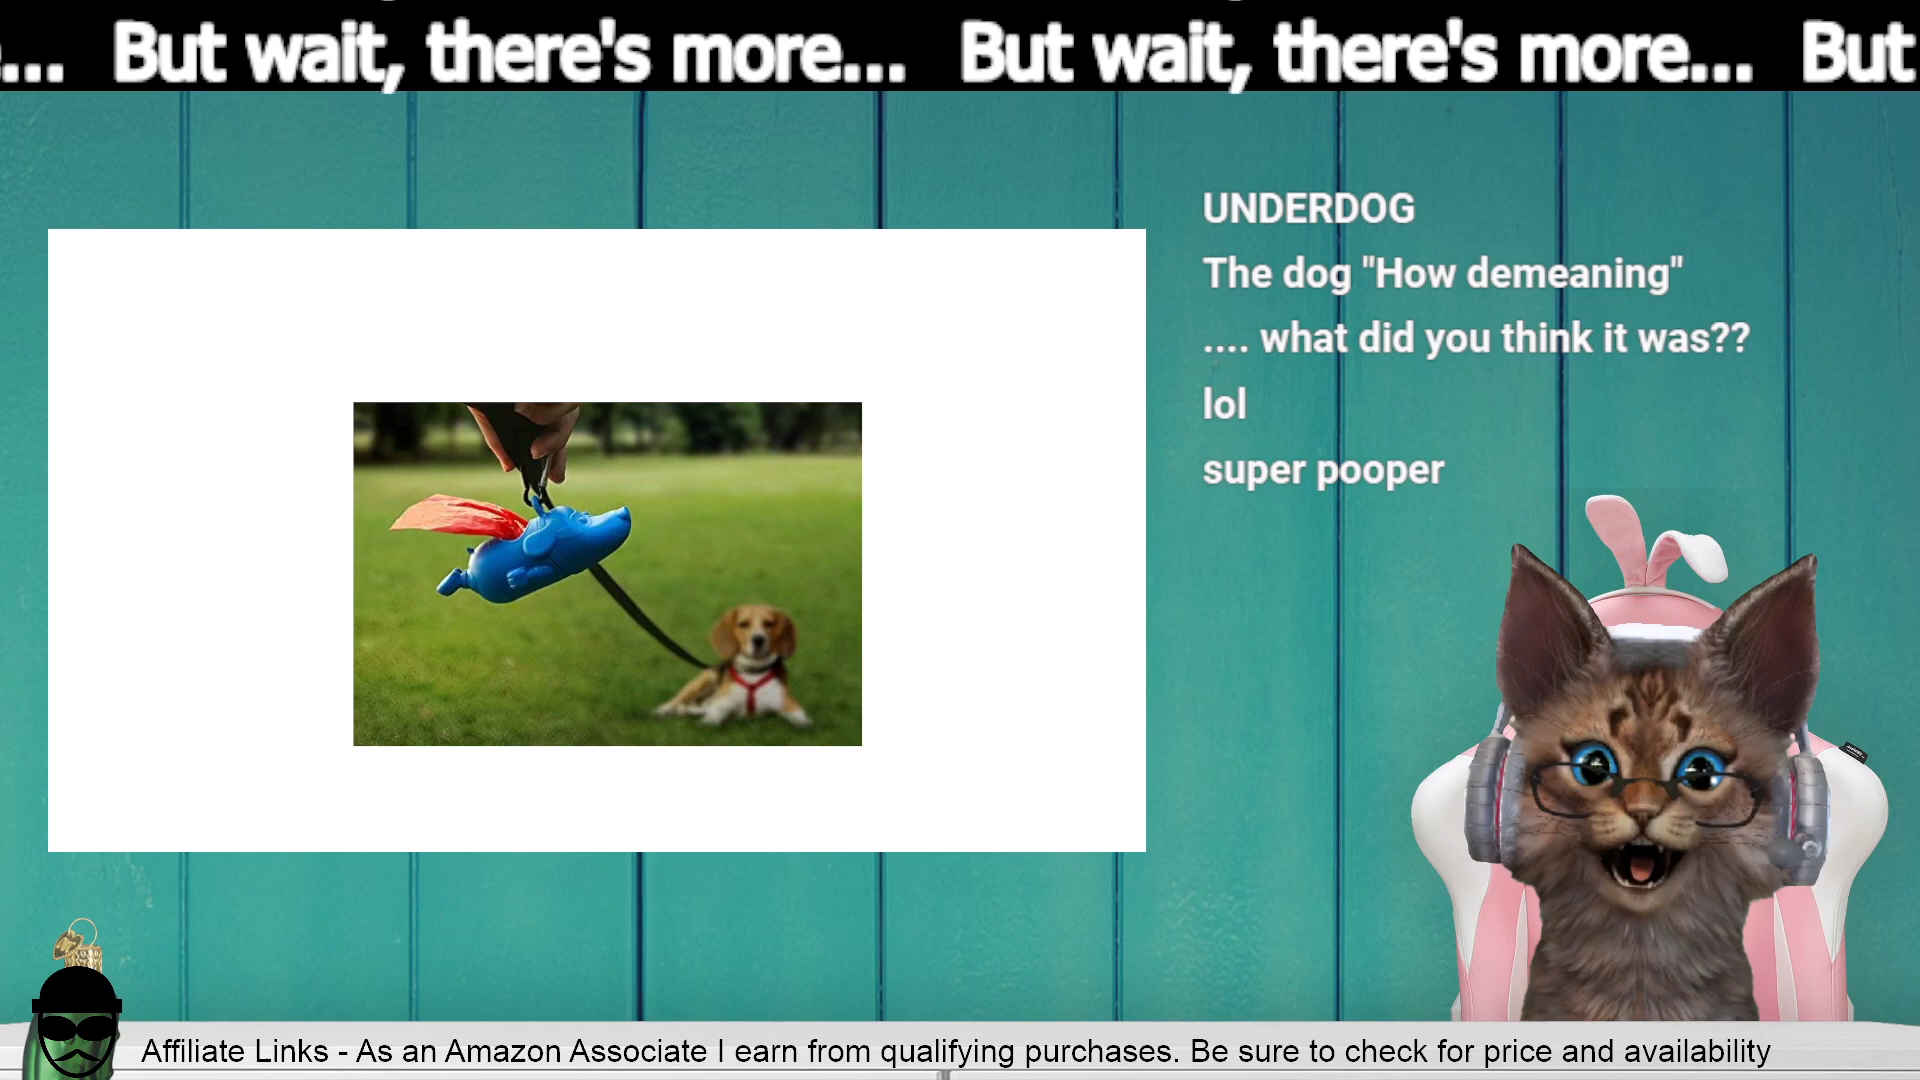 ... But wait, there's more... But wait, there's more... But
UNDERDOG
The dog "How demeaning"
.... what did you think it was??
lol
super pooper
Affiliate Links - As an Amazon Associate I earn from qualifying purchases. Be sure to check for price and availability